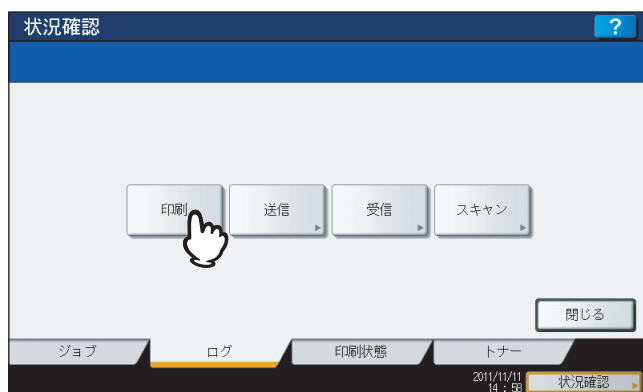 状況確認
?
印刷 送信 受信 スキャン
閉じる
ジョブ ログ 印刷状態 トナー
2011/11/11
14 : 58 状況確認